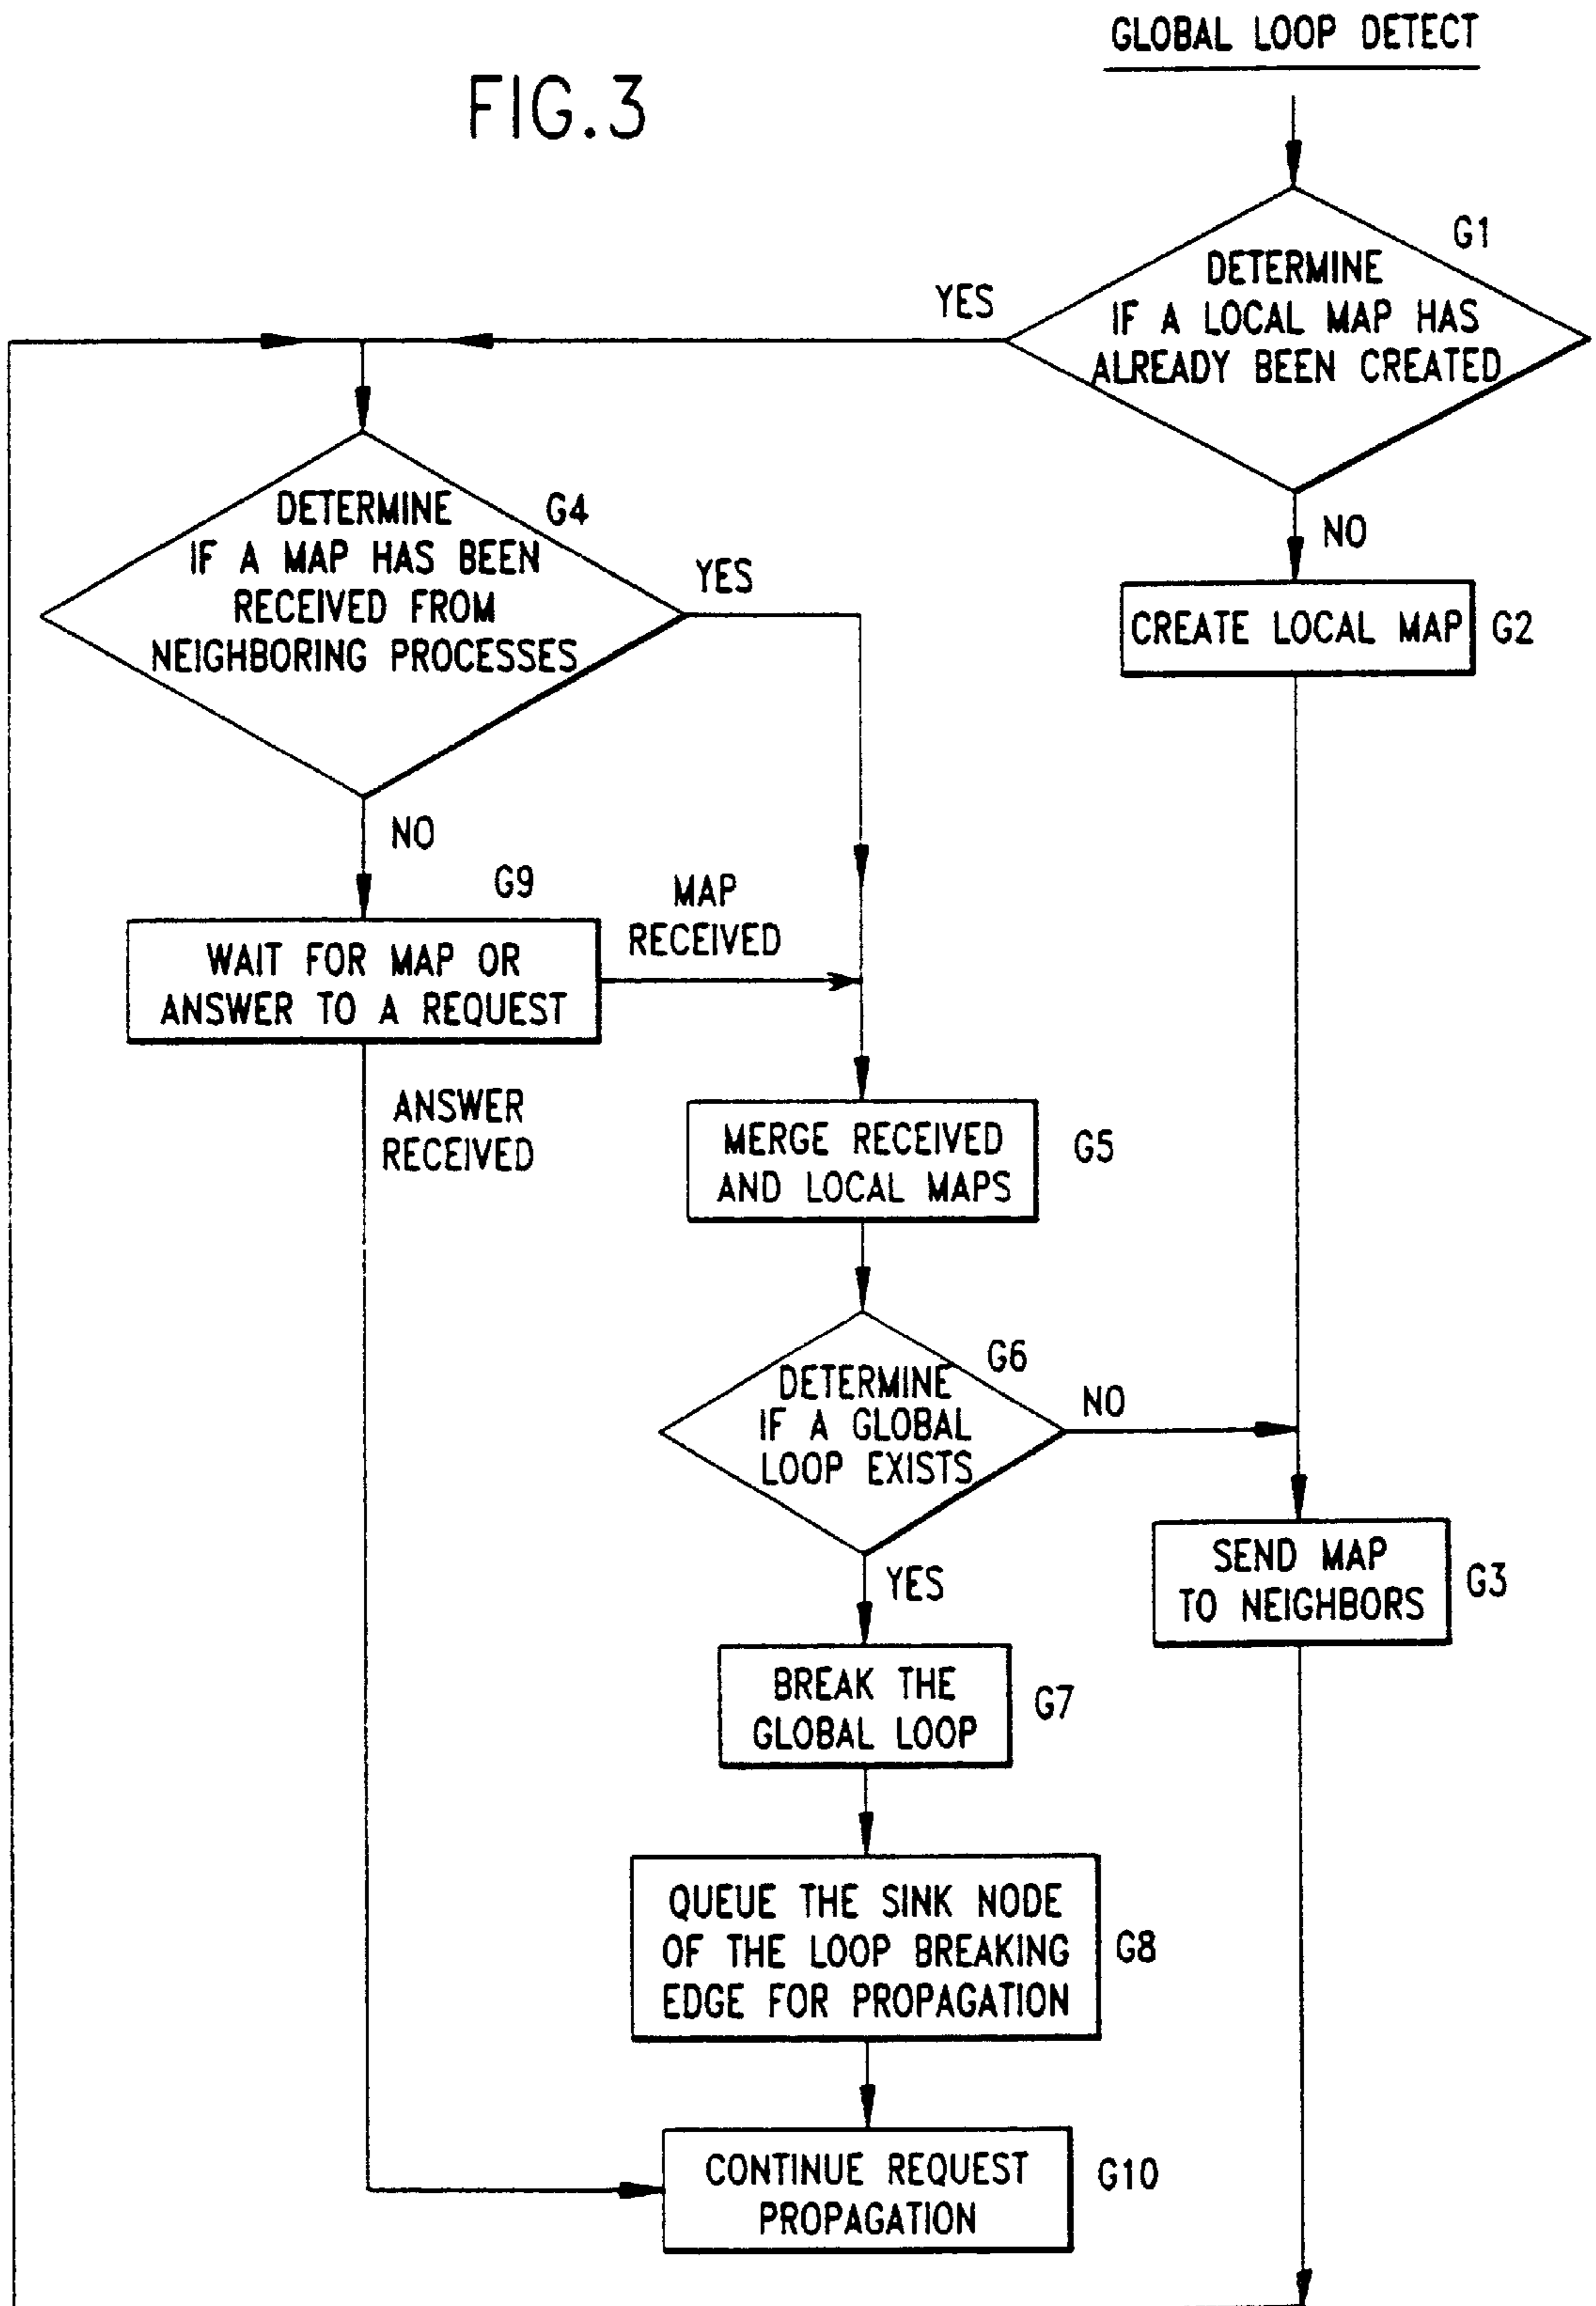 GLOBAL LOOP DETECT
FIG.3
G1
DETERMINE
IF A LOCAL MAP HAS
ALREADY BEEN CREATED
YES
NO
CREATE LOCAL MAP
G2
G4
DETERMINE
IF A MAP HAS BEEN
RECEIVED FROM
NEIGHBORING PROCESSES
YES
NO
G9
WAIT FOR MAP OR
ANSWER TO A REQUEST
MAP
RECEIVED
ANSWER
RECEIVED
MERGE RECEIVED
AND LOCAL MAPS
G5
G6
DETERMINE
IF A GLOBAL
LOOP EXISTS
NO
YES
SEND MAP
TO NEIGHBORS
G3
BREAK THE
GLOBAL LOOP
G7
QUEUE THE SINK NODE
OF THE LOOP BREAKING
EDGE FOR PROPAGATION
G8
CONTINUE REQUEST
PROPAGATION
G10